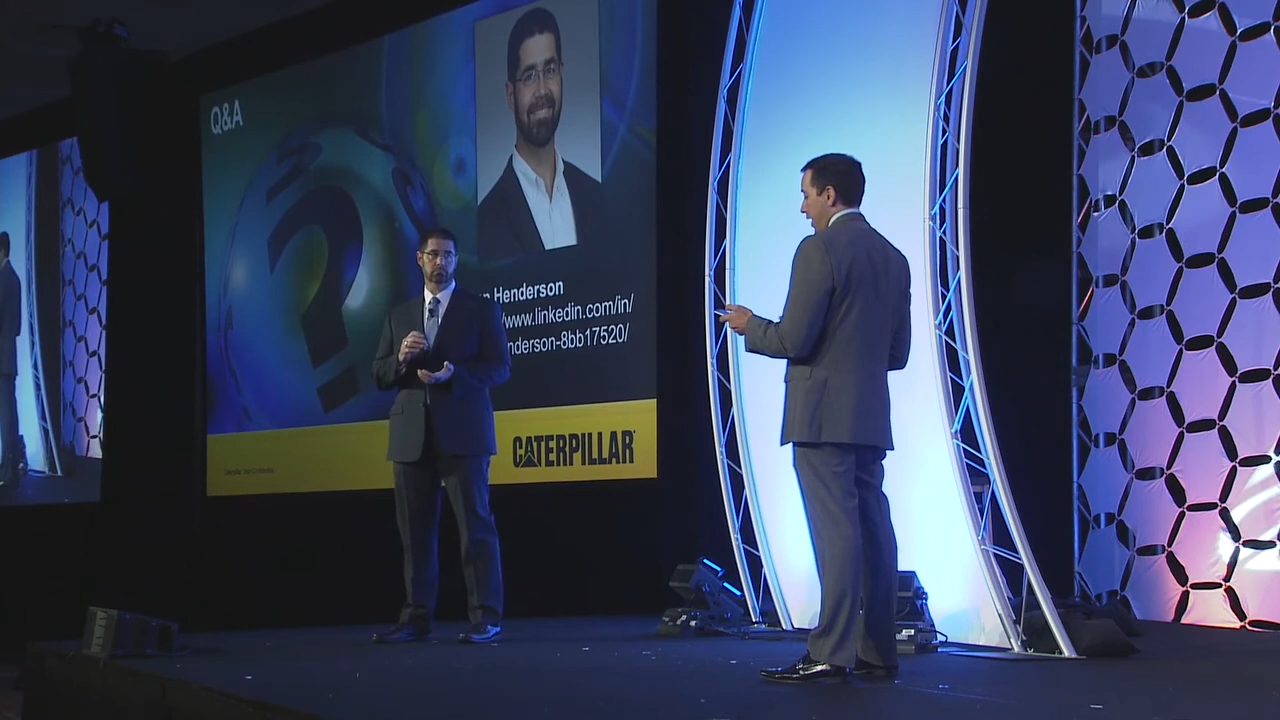 Q&A
Henderson
www.linkedin.com/in/
nderson-8bb17520/
CATERPILLAR